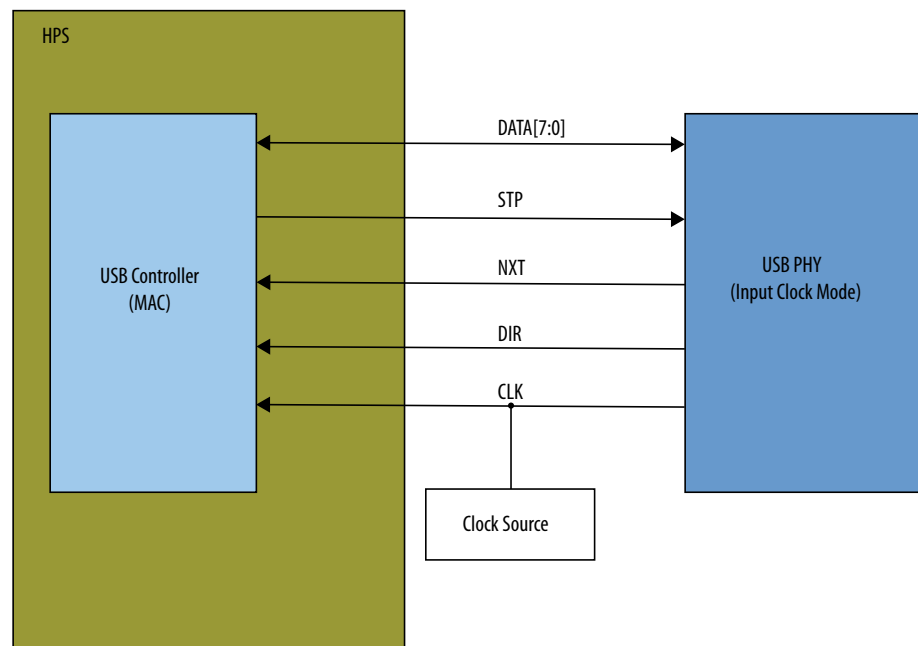 HPS
DATA[7:0]
STP
USB Controller
(MAC)
NXT
USB PHY
(Input Clock Mode)
DIR
CLK
Clock Source